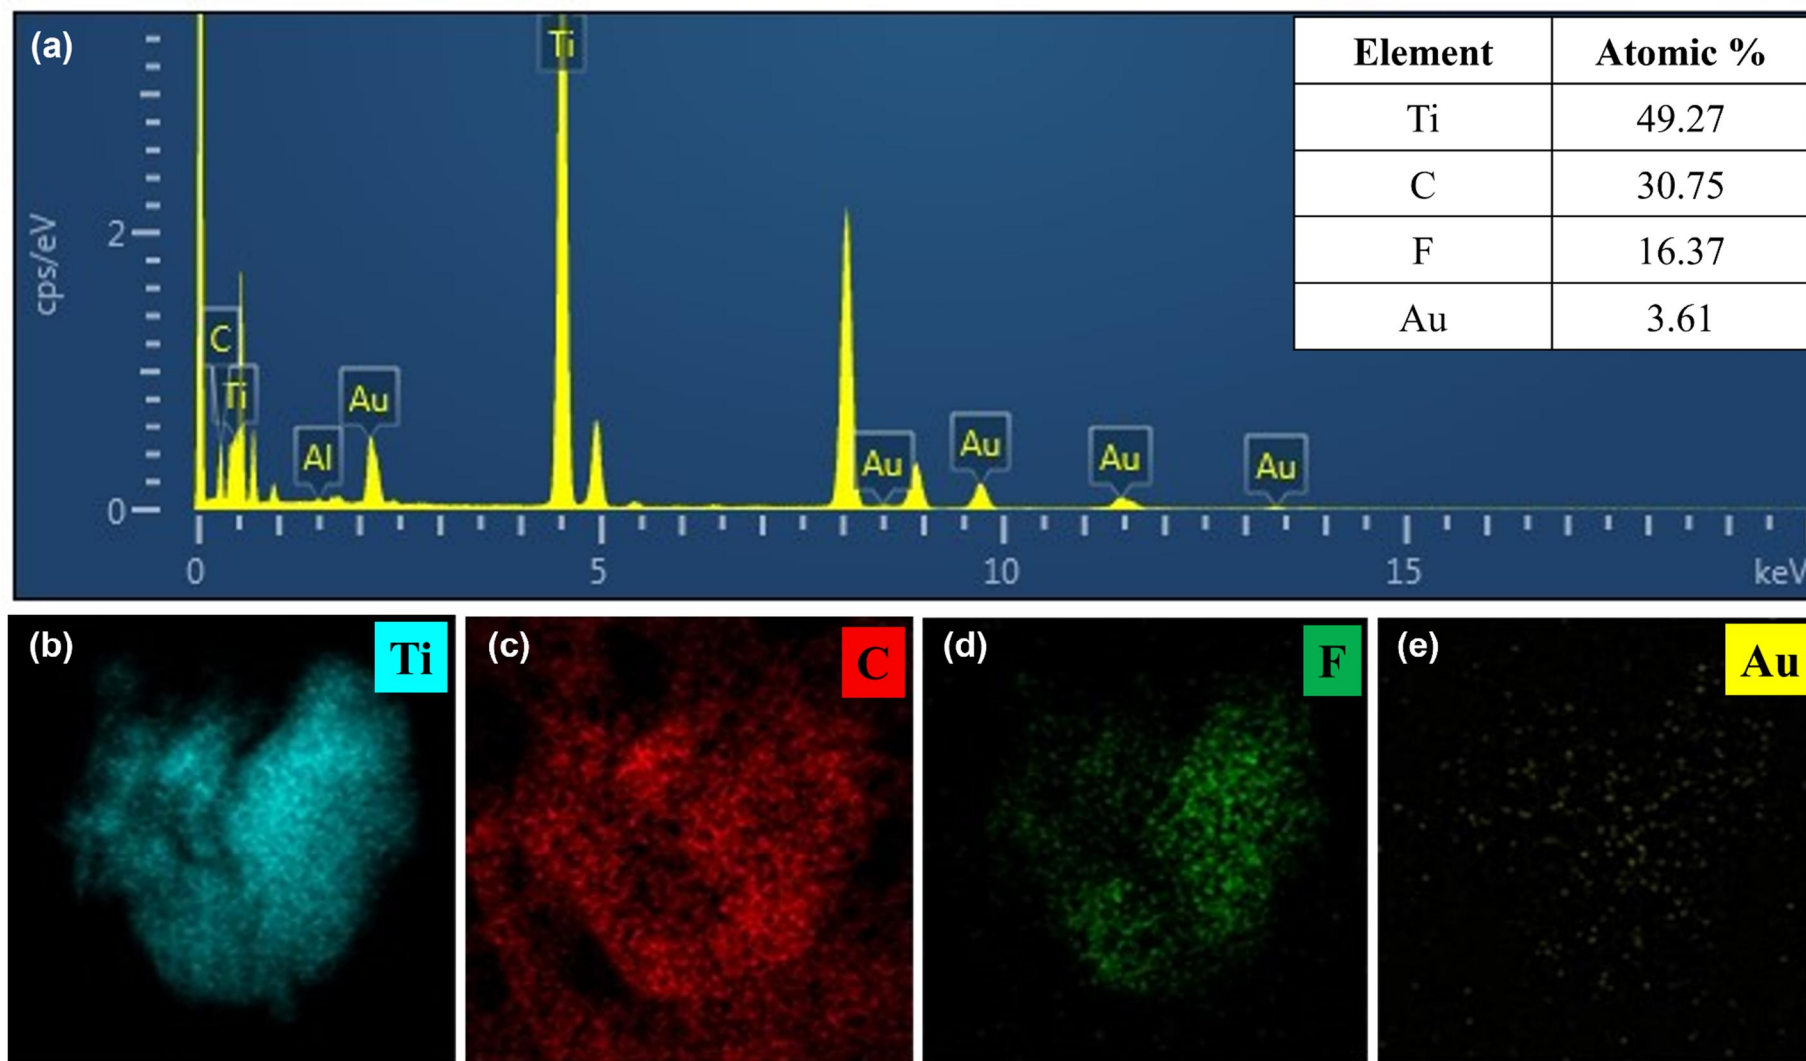 (a)
Ti
Element Atomic %
Ti 49.27
C 30.75
F 16.37
Au 3.61
cps/eV
2
0
C
Ti
Al
Au
Au
Au
Au
Au
0 5 10 15 keV
(b) Ti
(c) C
(d) F
(e) Au